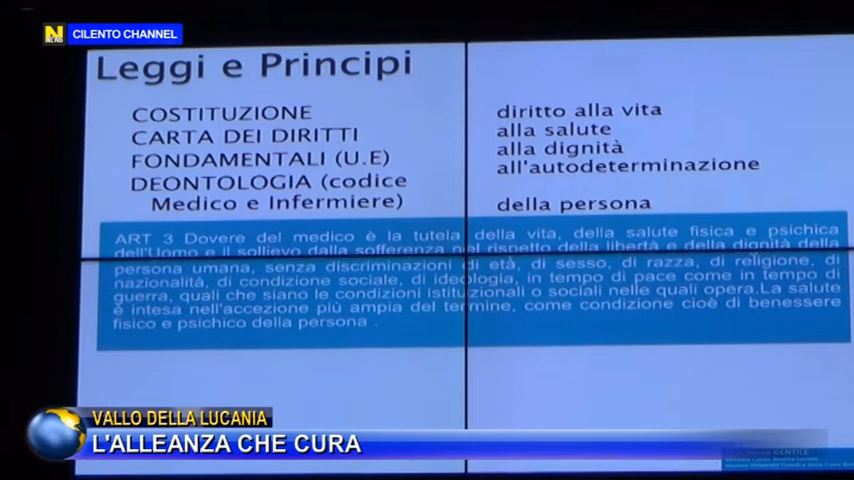 N
NEWS
CILENTO CHANNEL
Leggi e Principi
COSTITUZIONE
CARTA DEI DIRITTI
FONDAMENTALI (U.E)
DEONTOLOGIA (codice
Medico e Infermiere)
diritto alla vita
alla salute
alla dignità
all'autodeterminazione
della persona
ART 3 Dovere del medico è la tutela della vita, della salute fisica e psichica
dell'Uomo e il sollievo dalla sofferenza nel rispetto della libertà e della dignità della
persona umana, senza discriminazioni di età, di sesso, di razza, di religione, di
nazionalità, di condizione sociale, di ideologia, in tempo di pace come in tempo di
guerra, quali che siano le condizioni istituzionali o sociali nelle quali opera.La salute
è intesa nell'accezione più ampia del termine, come condizione cioè di benessere
fisico e psichico della persona .
VALLO DELLA LUCANIA
L'ALLEANZA CHE CURA
GENTILE